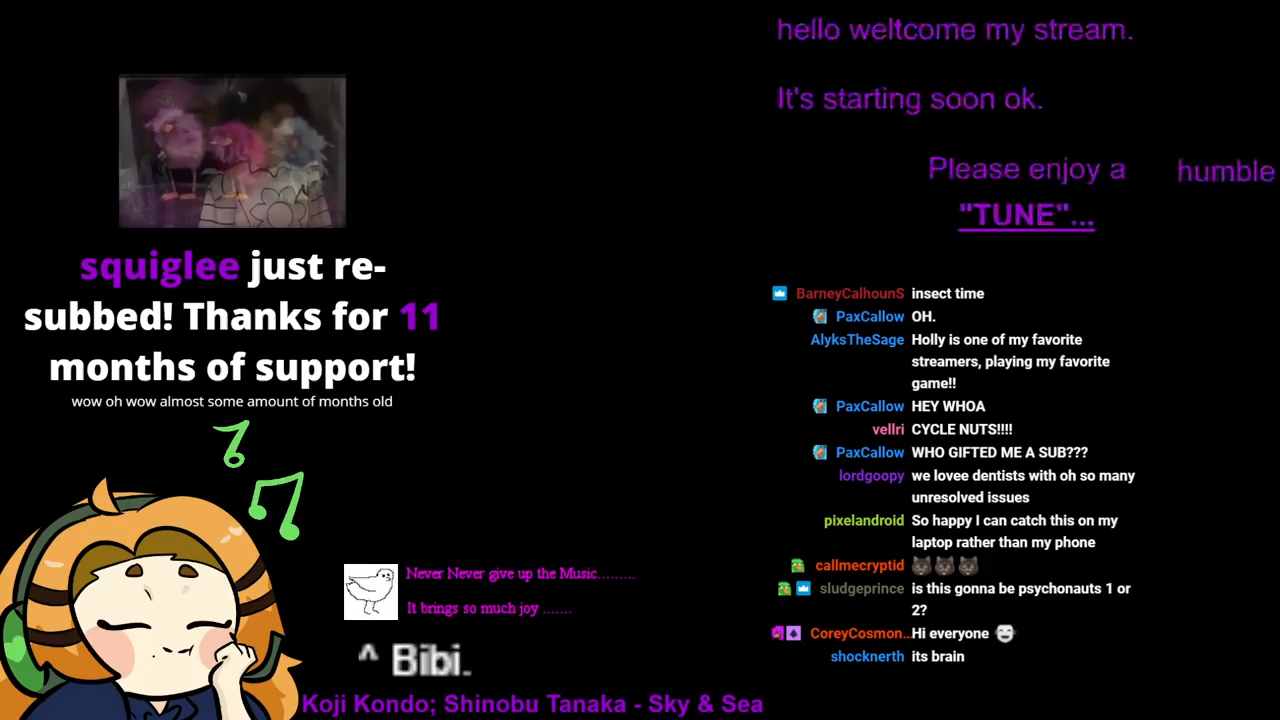 hello weltcome my stream.
It's starting soon ok.
Please enjoy a humble
"TUNE"...
squiglee just re-
subbed! Thanks for 11
months of support!
wow oh wow almost some amount of months old
BarneyCalhounS insect time
PaxCallow OH.
AlyksTheSage Holly is one of my favorite
streamers, playing my favorite
game!!
PaxCallow HEY WHOA
vellri CYCLE NUTS!!!!
PaxCallow WHO GIFTED ME A SUB???
lordgoopy we lovee dentists with oh so many
unresolved issues
pixelandroid So happy I can catch this on my
laptop rather than my phone
callmecryptid
sludgeprince is this gonna be psychonauts 1 or
2?
CoreyCosmon... Hi everyone
shocknerth its brain
Never Never give up the Music.........
It brings so much joy .......
^ Bibi.
Koji Kondo; Shinobu Tanaka - Sky & Sea